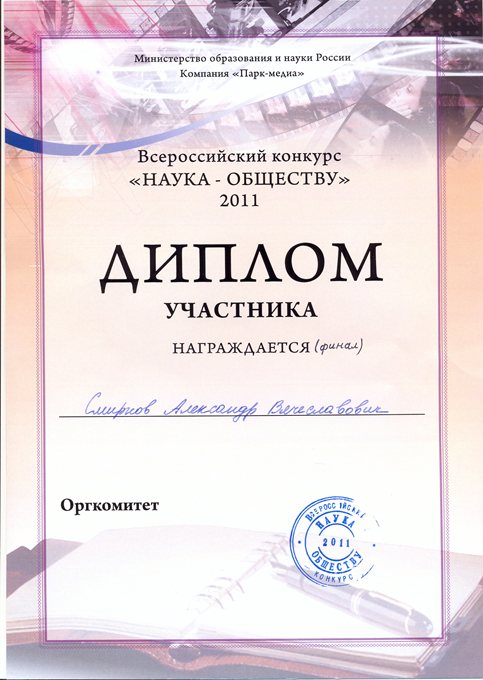 Министерство образования и науки России
Компания «Парк-медиа»
Всероссийский конкурс
«НАУКА - ОБЩЕСТВУ»
2011
ДИПЛОМ
УЧАСТНИКА
НАГРАЖДАЕТСЯ (финал)
Смирнов Александр Вячеславович
Оргкомитет
ВСЕРОССИЙСКИЙ
НАУКА
2011
ОБЩЕСТВУ
КОНКУРС